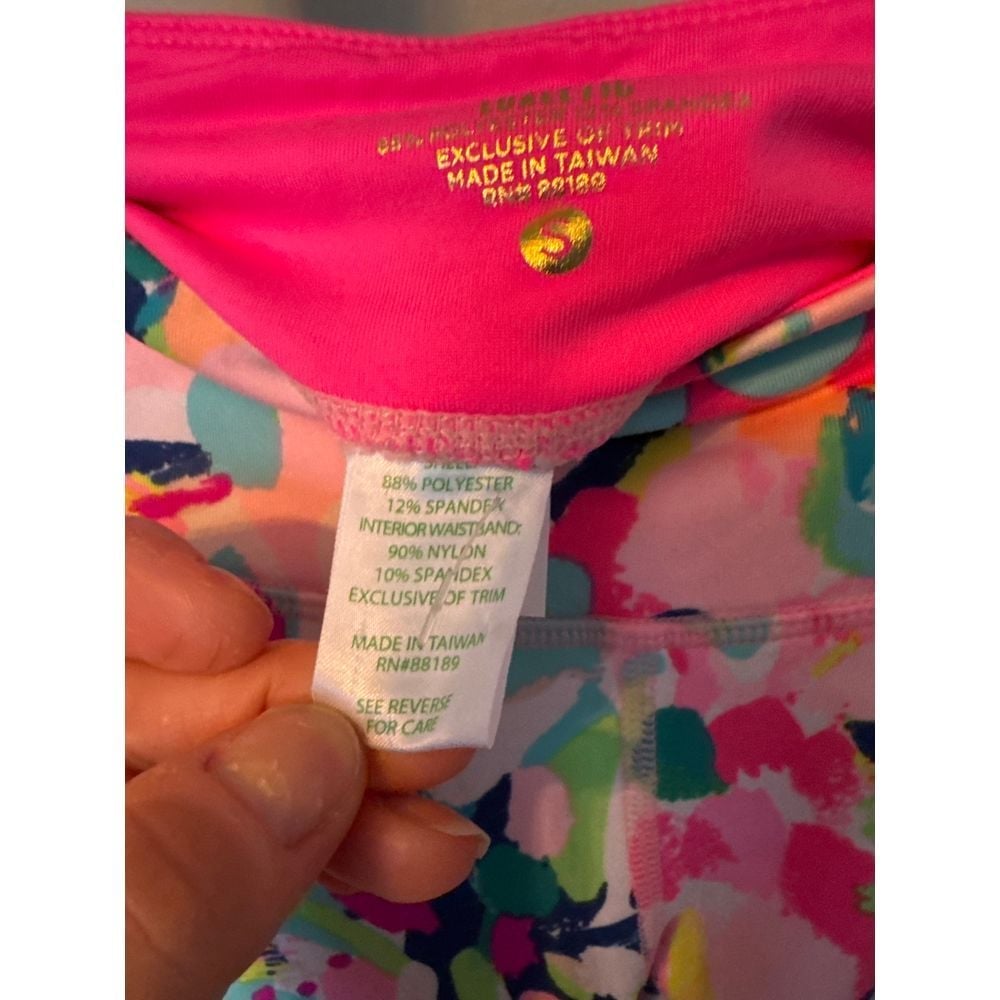 EXCLUSIVE OF TRIM
MADE IN TAIWAN
RN# 88189
S
SHELL:
88% POLYESTER
12% SPANDEX
INTERIOR WAISTBAND:
90% NYLON
10% SPANDEX
EXCLUSIVE OF TRIM
MADE IN TAIWAN
RN#88189
SEE REVERSE
FOR CARE